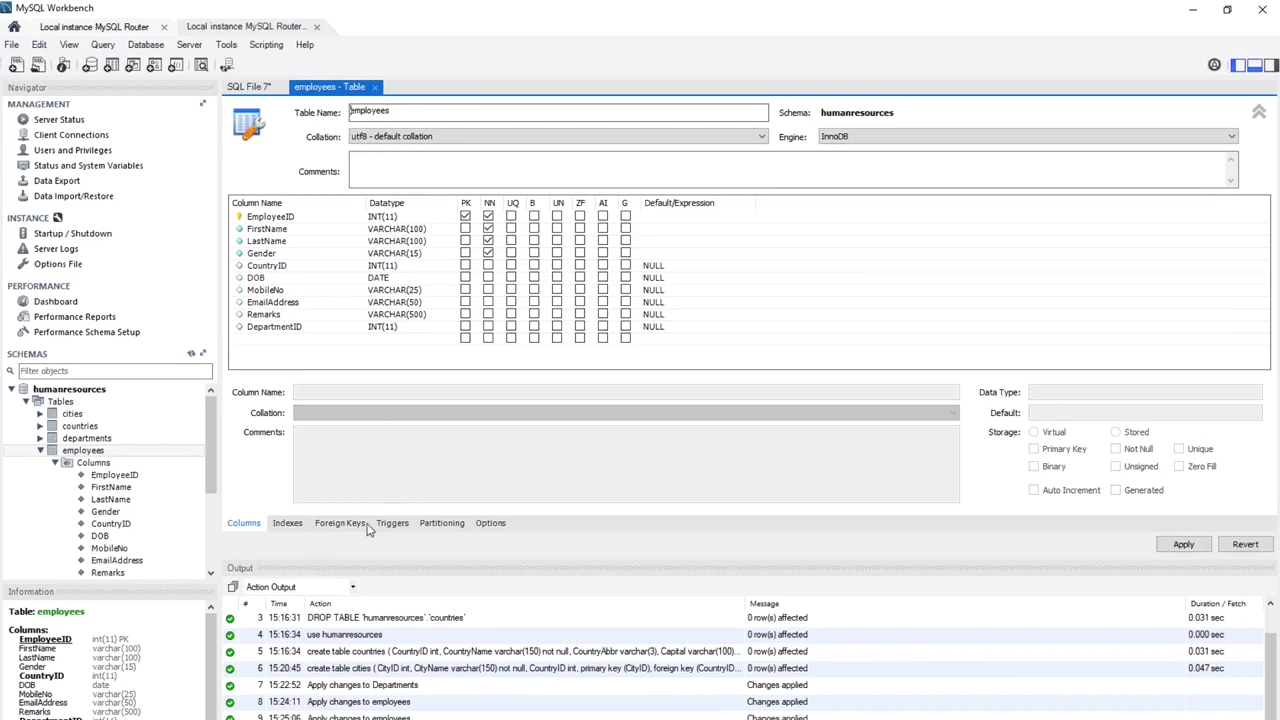 MySQL Workbench
Local instance MySQL Router
Local instance MySQL Router...
File Edit View Query Database Server Tools Scripting Help
Navigator
MANAGEMENT
Server Status
Client Connections
Users and Privileges
Status and System Variables
Data Export
Data Import/Restore
INSTANCE
Startup / Shutdown
Server Logs
Options File
PERFORMANCE
Dashboard
Performance Reports
Performance Schema Setup
SCHEMAS
Filter objects
humanresources
Tables
cities
countries
departments
employees
Columns
EmployeeID
FirstName
LastName
Gender
CountryID
DOB
MobileNo
EmailAddress
Remarks
Information
Table: employees
Columns:
EmployeeID int(11) PK
FirstName varchar(100)
LastName varchar(100)
Gender varchar(15)
CountryID int(11)
DOB date
MobileNo varchar(25)
EmailAddress varchar(50)
Remarks varchar(500)
SQL File 7*
employees - Table
Table Name: employees Schema: humanresources
Collation: utf8 - default collation Engine: InnoDB
Comments:
Column Name Datatype PK NN UQ B UN ZF AI G Default/Expression
EmployeeID INT(11)
FirstName VARCHAR(100)
LastName VARCHAR(100)
Gender VARCHAR(15)
CountryID INT(11) NULL
DOB DATE NULL
MobileNo VARCHAR(25) NULL
EmailAddress VARCHAR(50) NULL
Remarks VARCHAR(500) NULL
DepartmentID INT(11) NULL
Column Name: Data Type:
Collation: Default:
Comments: Storage: Virtual Stored
Primary Key Not Null Unique
Binary Unsigned Zero Fill
Auto Increment Generated
Columns Indexes Foreign Keys Triggers Partitioning Options
Apply Revert
Output
Action Output
# Time Action Message Duration / Fetch
3 15:16:31 DROP TABLE `humanresources`.`countries` 0 row(s) affected 0.031 sec
4 15:16:34 use humanresources 0 row(s) affected 0.000 sec
5 15:16:34 create table countries ( CountryID int, CountryName varchar(150) not null, CountryAbbr varchar(3), Capital varchar(100)... 0 row(s) affected 0.031 sec
6 15:20:45 create table cities ( CityID int, CityName varchar(150) not null, CountryID int, primary key (CityID), foreign key (CountryID... 0 row(s) affected 0.047 sec
7 15:22:52 Apply changes to Departments Changes applied
8 15:24:11 Apply changes to employees Changes applied
9 15:25:06 Apply changes to employees Changes applied